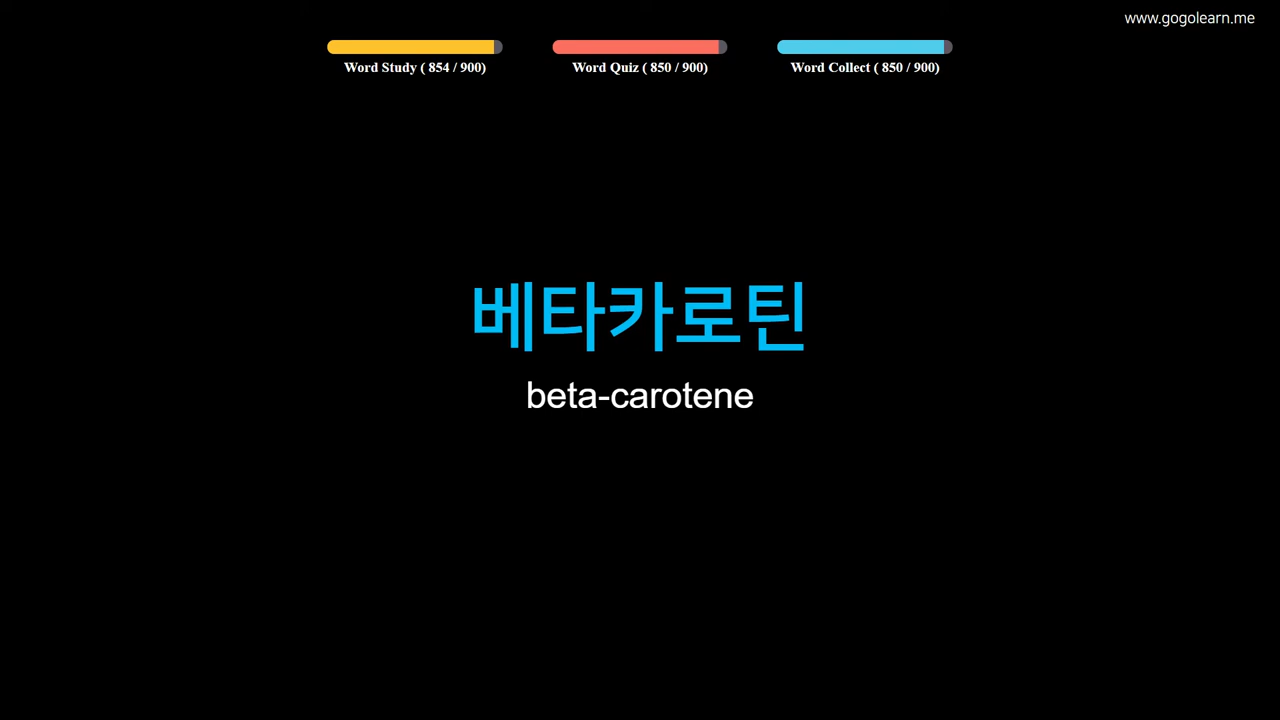 www.gogolearn.me
Word Study ( 854 / 900)
Word Quiz ( 850 / 900)
Word Collect ( 850 / 900)
베타카로틴
beta-carotene